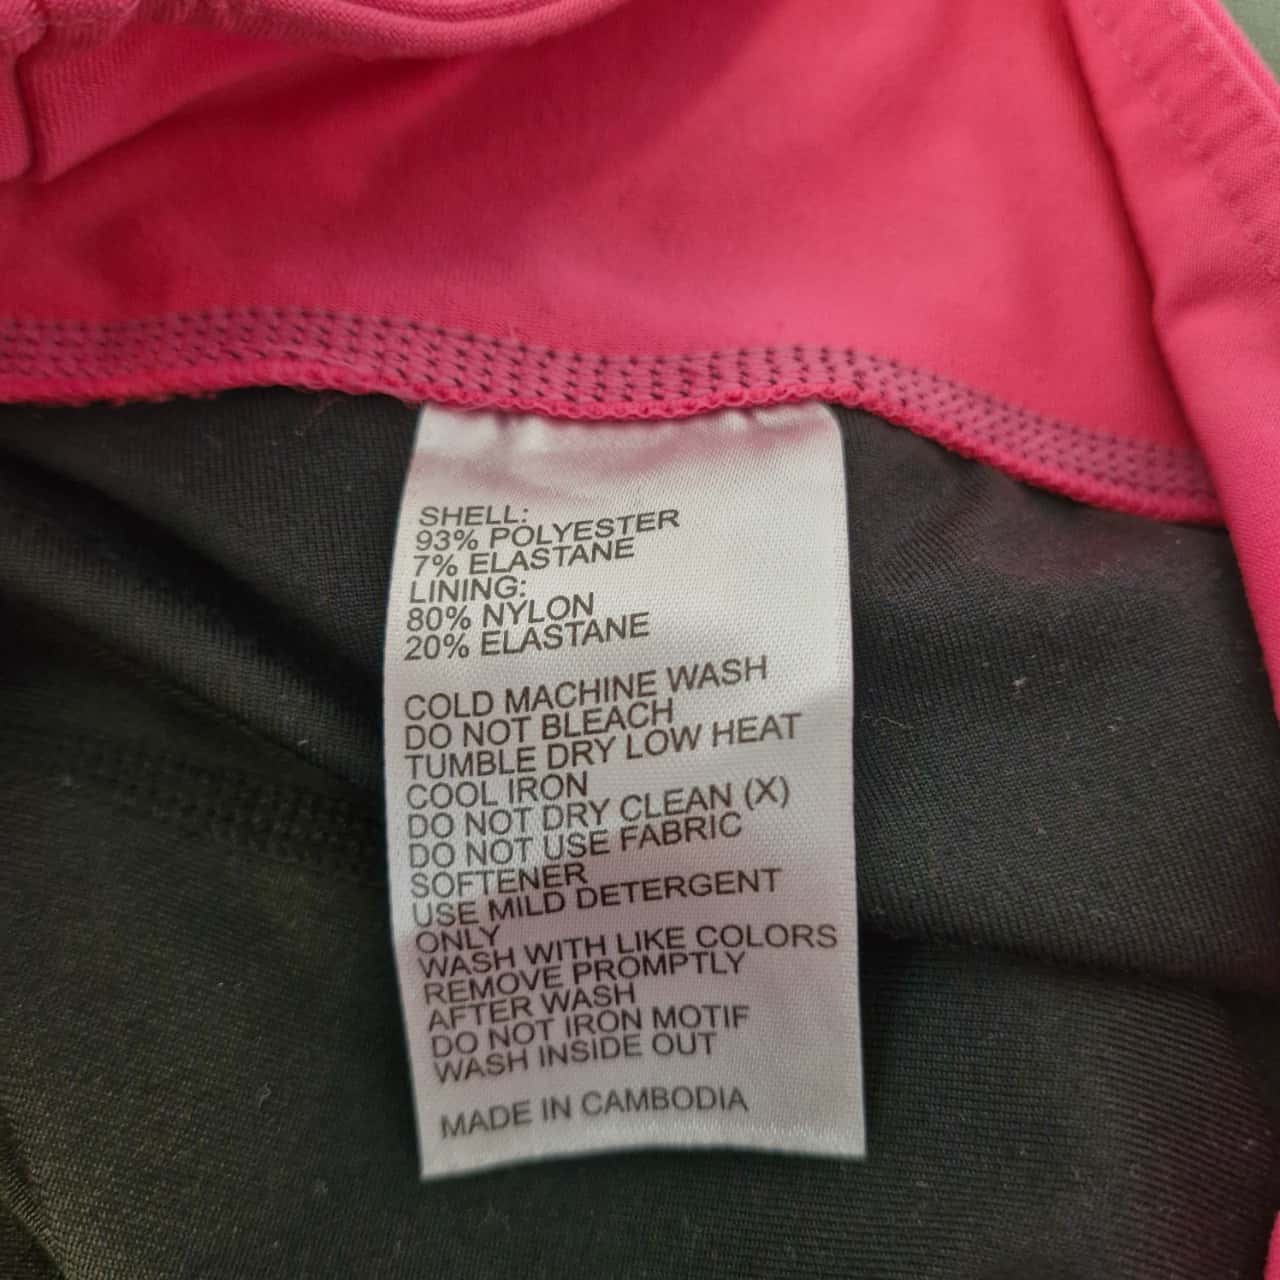 SHELL:
93% POLYESTER
7% ELASTANE
LINING:
80% NYLON
20% ELASTANE
COLD MACHINE WASH
DO NOT BLEACH
TUMBLE DRY LOW HEAT
COOL IRON
DO NOT DRY CLEAN (X)
DO NOT USE FABRIC
SOFTENER
USE MILD DETERGENT
ONLY
WASH WITH LIKE COLORS
REMOVE PROMPTLY
AFTER WASH
DO NOT IRON MOTIF
WASH INSIDE OUT
MADE IN CAMBODIA